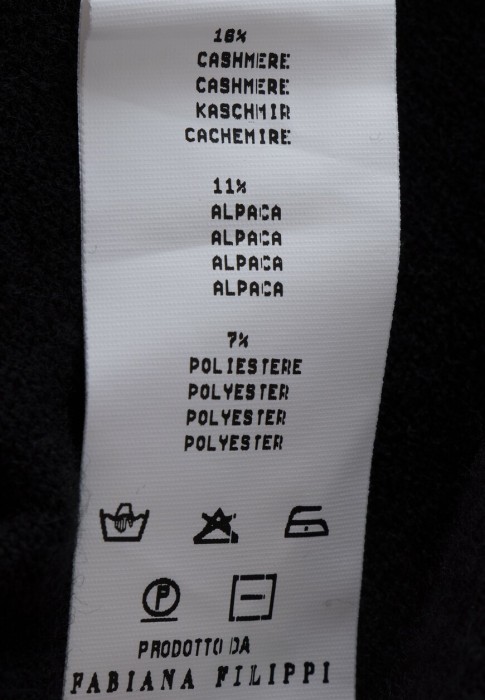 16%
CASHMERE
CASHMERE
KASCHMIR
CACHEMIRE
11%
ALPACA
ALPACA
ALPACA
ALPACA
7%
POLIESTERE
POLYESTER
POLYESTER
POLYESTER
P
PRODOTTO DA
FABIANA FILIPPI